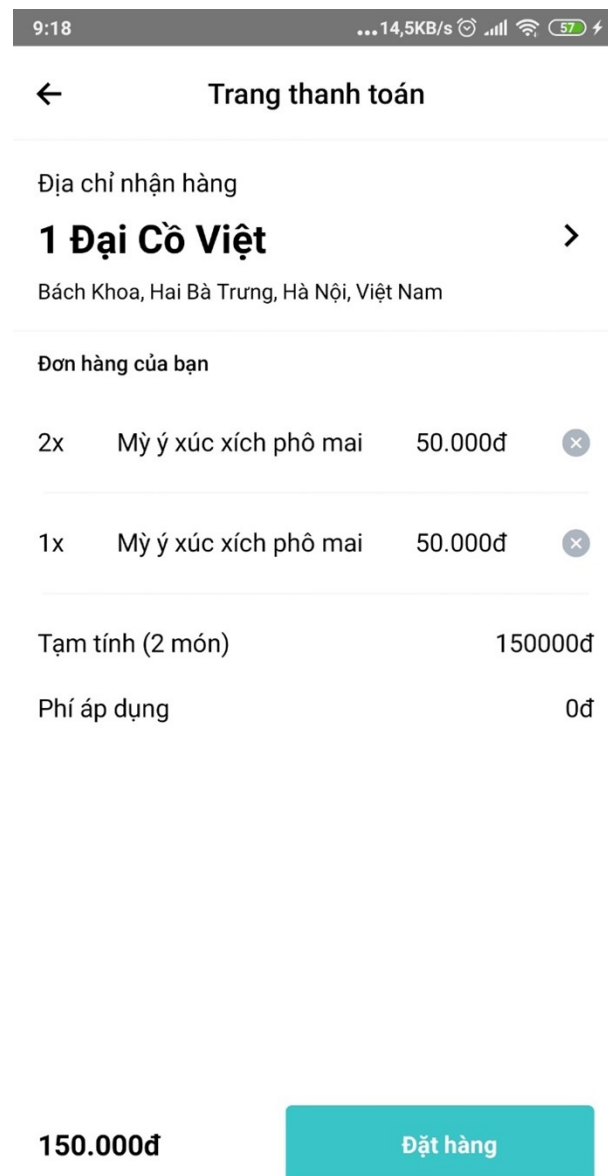 9:18 ...14,5KB/s 57
Trang thanh toán
Địa chỉ nhận hàng
1 Đại Cồ Việt
Bách Khoa, Hai Bà Trưng, Hà Nội, Việt Nam
Đơn hàng của bạn
2x Mỳ ý xúc xích phô mai 50.000đ
1x Mỳ ý xúc xích phô mai 50.000đ
Tạm tính (2 món) 150000đ
Phí áp dụng 0đ
150.000đ Đặt hàng